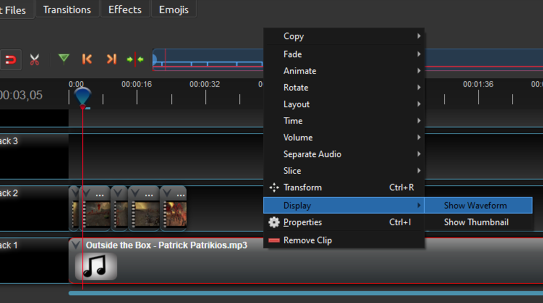 t Files
Transitions
Effects
Emojis
00:03,05
0:00
00:00:16
00:00:32
00:01:36
Copy
Fade
Animate
Rotate
Layout
Time
Volume
Separate Audio
Slice
Transform Ctrl+R
Display
Show Waveform
Properties Ctrl+I
Show Thumbnail
Remove Clip
ack 3
ack 2
...
...
...
ack 1
Outside the Box - Patrick Patrikios.mp3